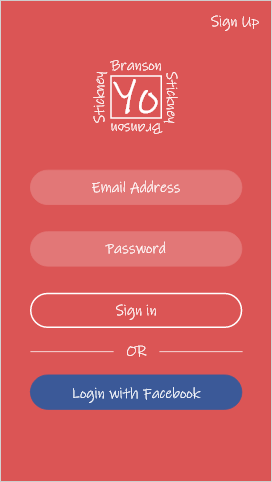 Sign Up
Branson
Stickney
Yo
Stickney
Branson
Email Address
Password
Sign in
OR
Login with Facebook